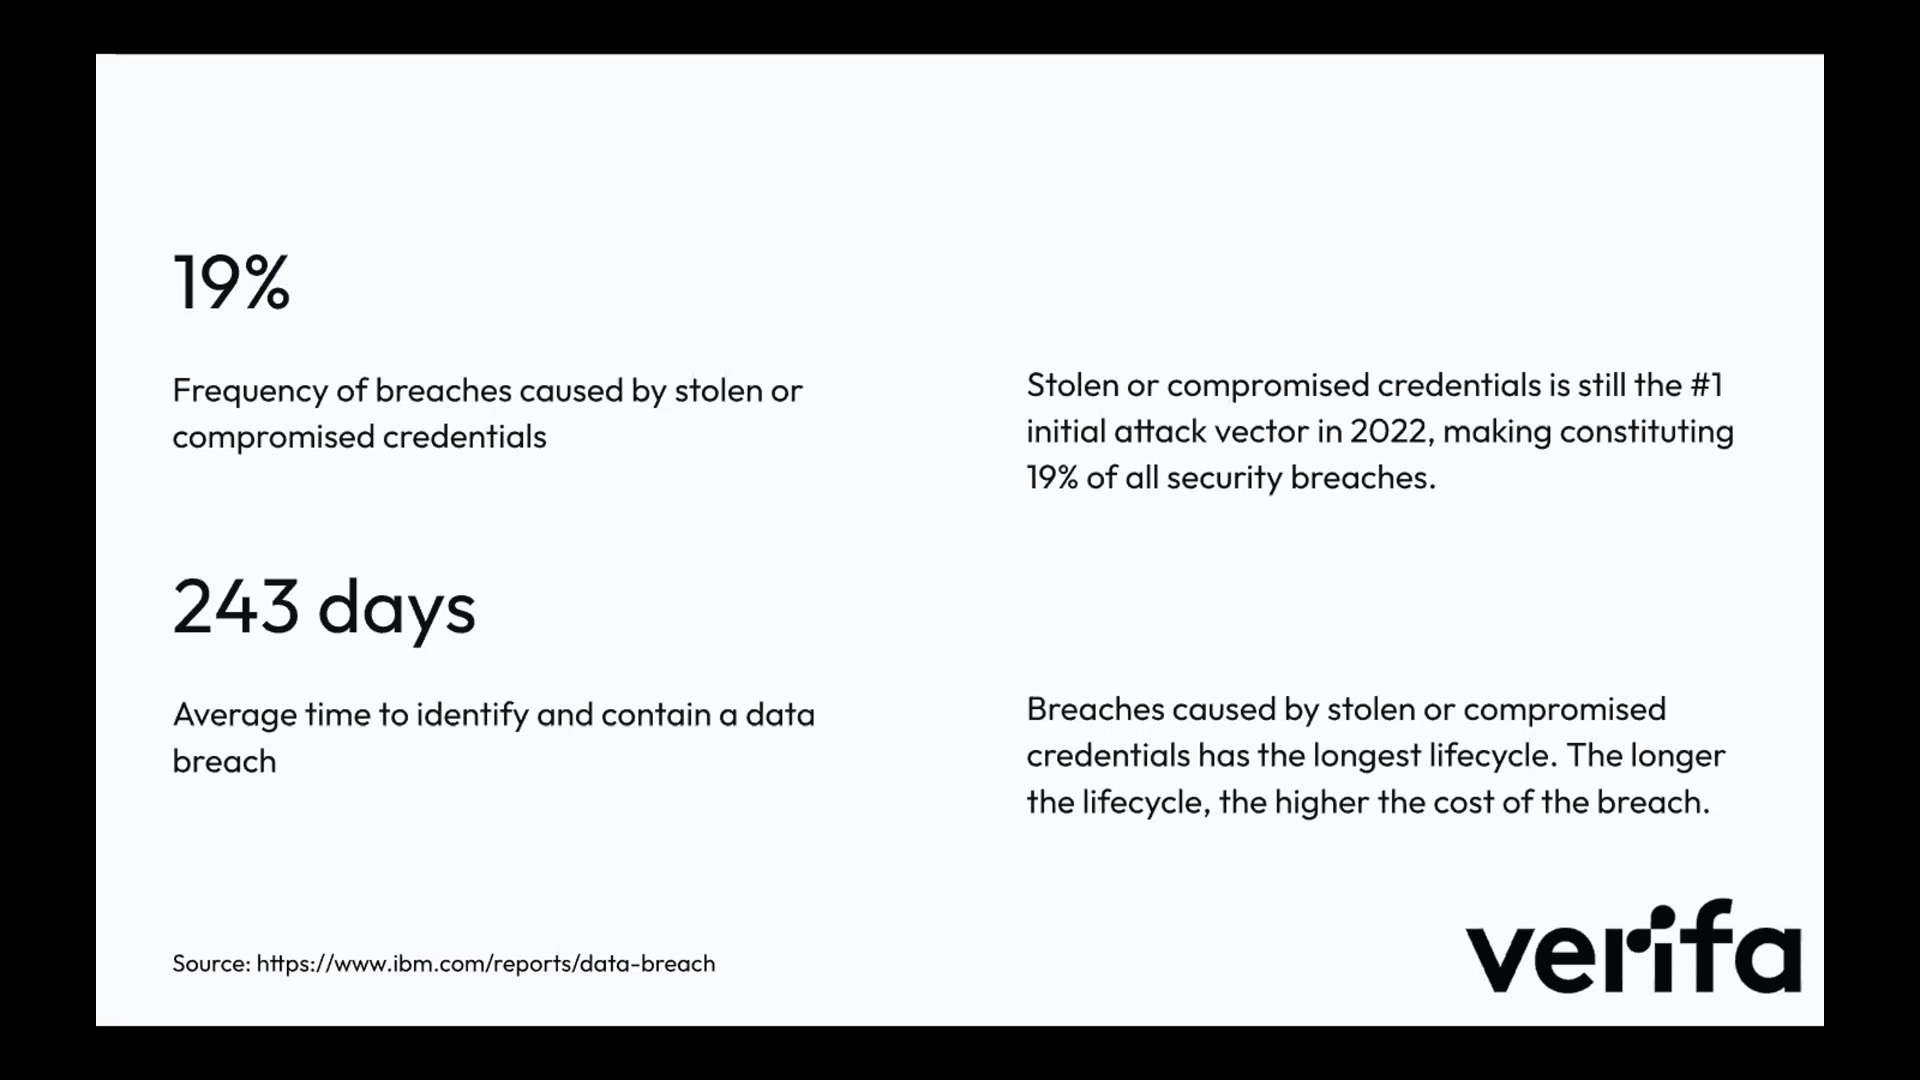 19%
Frequency of breaches caused by stolen or
compromised credentials
Stolen or compromised credentials is still the #1
initial attack vector in 2022, making constituting
19% of all security breaches.
243 days
Average time to identify and contain a data
breach
Breaches caused by stolen or compromised
credentials has the longest lifecycle. The longer
the lifecycle, the higher the cost of the breach.
Source: https://www.ibm.com/reports/data-breach
verifa